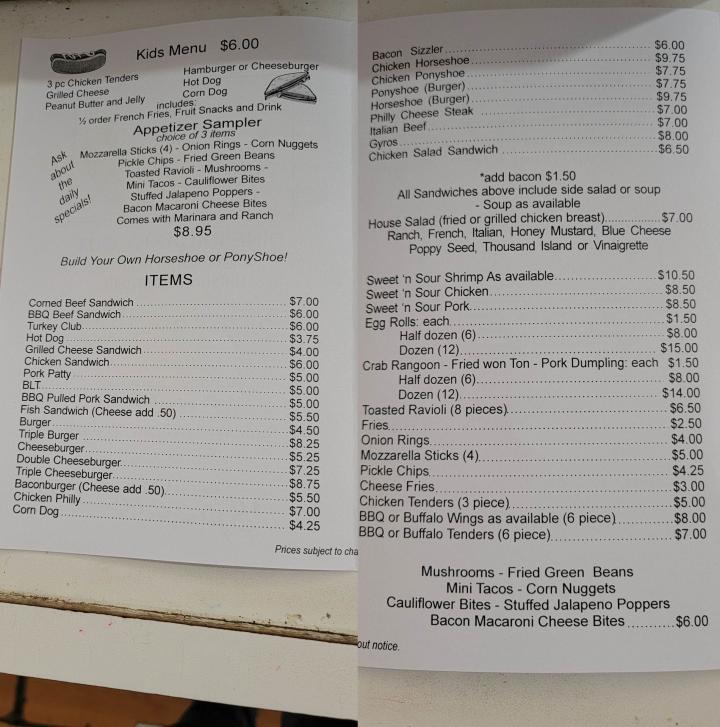 Kids Menu $6.00
3 pc Chicken Tenders
Grilled Cheese
Peanut Butter and Jelly
Hamburger or Cheeseburger
Hot Dog
Corn Dog
includes:
½ order French Fries, Fruit Snacks and Drink
Appetizer Sampler
choice of 3 items
Ask about the daily specials!
Mozzarella Sticks (4) - Onion Rings - Corn Nuggets
Pickle Chips - Fried Green Beans
Toasted Ravioli - Mushrooms -
Mini Tacos - Cauliflower Bites
Stuffed Jalapeno Poppers -
Bacon Macaroni Cheese Bites
Comes with Marinara and Ranch
$8.95
Build Your Own Horseshoe or PonyShoe!
ITEMS
Corned Beef Sandwich $7.00
BBQ Beef Sandwich $6.00
Turkey Club $6.00
Hot Dog $3.75
Grilled Cheese Sandwich $4.00
Chicken Sandwich $6.00
Pork Patty $5.00
BLT $5.00
BBQ Pulled Pork Sandwich $5.00
Fish Sandwich (Cheese add .50) $5.50
Burger $4.50
Triple Burger $8.25
Cheeseburger $5.25
Double Cheeseburger $7.25
Triple Cheeseburger $8.75
Baconburger (Cheese add .50) $5.50
Chicken Philly $7.00
Corn Dog $4.25
Prices subject to cha
Bacon Sizzler $6.00
Chicken Horseshoe $9.75
Chicken Ponyshoe $7.75
Ponyshoe (Burger) $7.75
Horseshoe (Burger) $9.75
Philly Cheese Steak $7.00
Italian Beef $7.00
Gyros $8.00
Chicken Salad Sandwich $6.50
*add bacon $1.50
All Sandwiches above include side salad or soup
- Soup as available
House Salad (fried or grilled chicken breast) $7.00
Ranch, French, Italian, Honey Mustard, Blue Cheese
Poppy Seed, Thousand Island or Vinaigrette
Sweet 'n Sour Shrimp As available $10.50
Sweet 'n Sour Chicken $8.50
Sweet 'n Sour Pork $8.50
Egg Rolls: each $1.50
Half dozen (6) $8.00
Dozen (12) $15.00
Crab Rangoon - Fried won Ton - Pork Dumpling: each $1.50
Half dozen (6) $8.00
Dozen (12) $14.00
Toasted Ravioli (8 pieces) $6.50
Fries $2.50
Onion Rings $4.00
Mozzarella Sticks (4) $5.00
Pickle Chips $4.25
Cheese Fries $3.00
Chicken Tenders (3 piece) $5.00
BBQ or Buffalo Wings as available (6 piece) $8.00
BBQ or Buffalo Tenders (6 piece) $7.00
Mushrooms - Fried Green Beans
Mini Tacos - Corn Nuggets
Cauliflower Bites - Stuffed Jalapeno Poppers
Bacon Macaroni Cheese Bites $6.00
out notice.